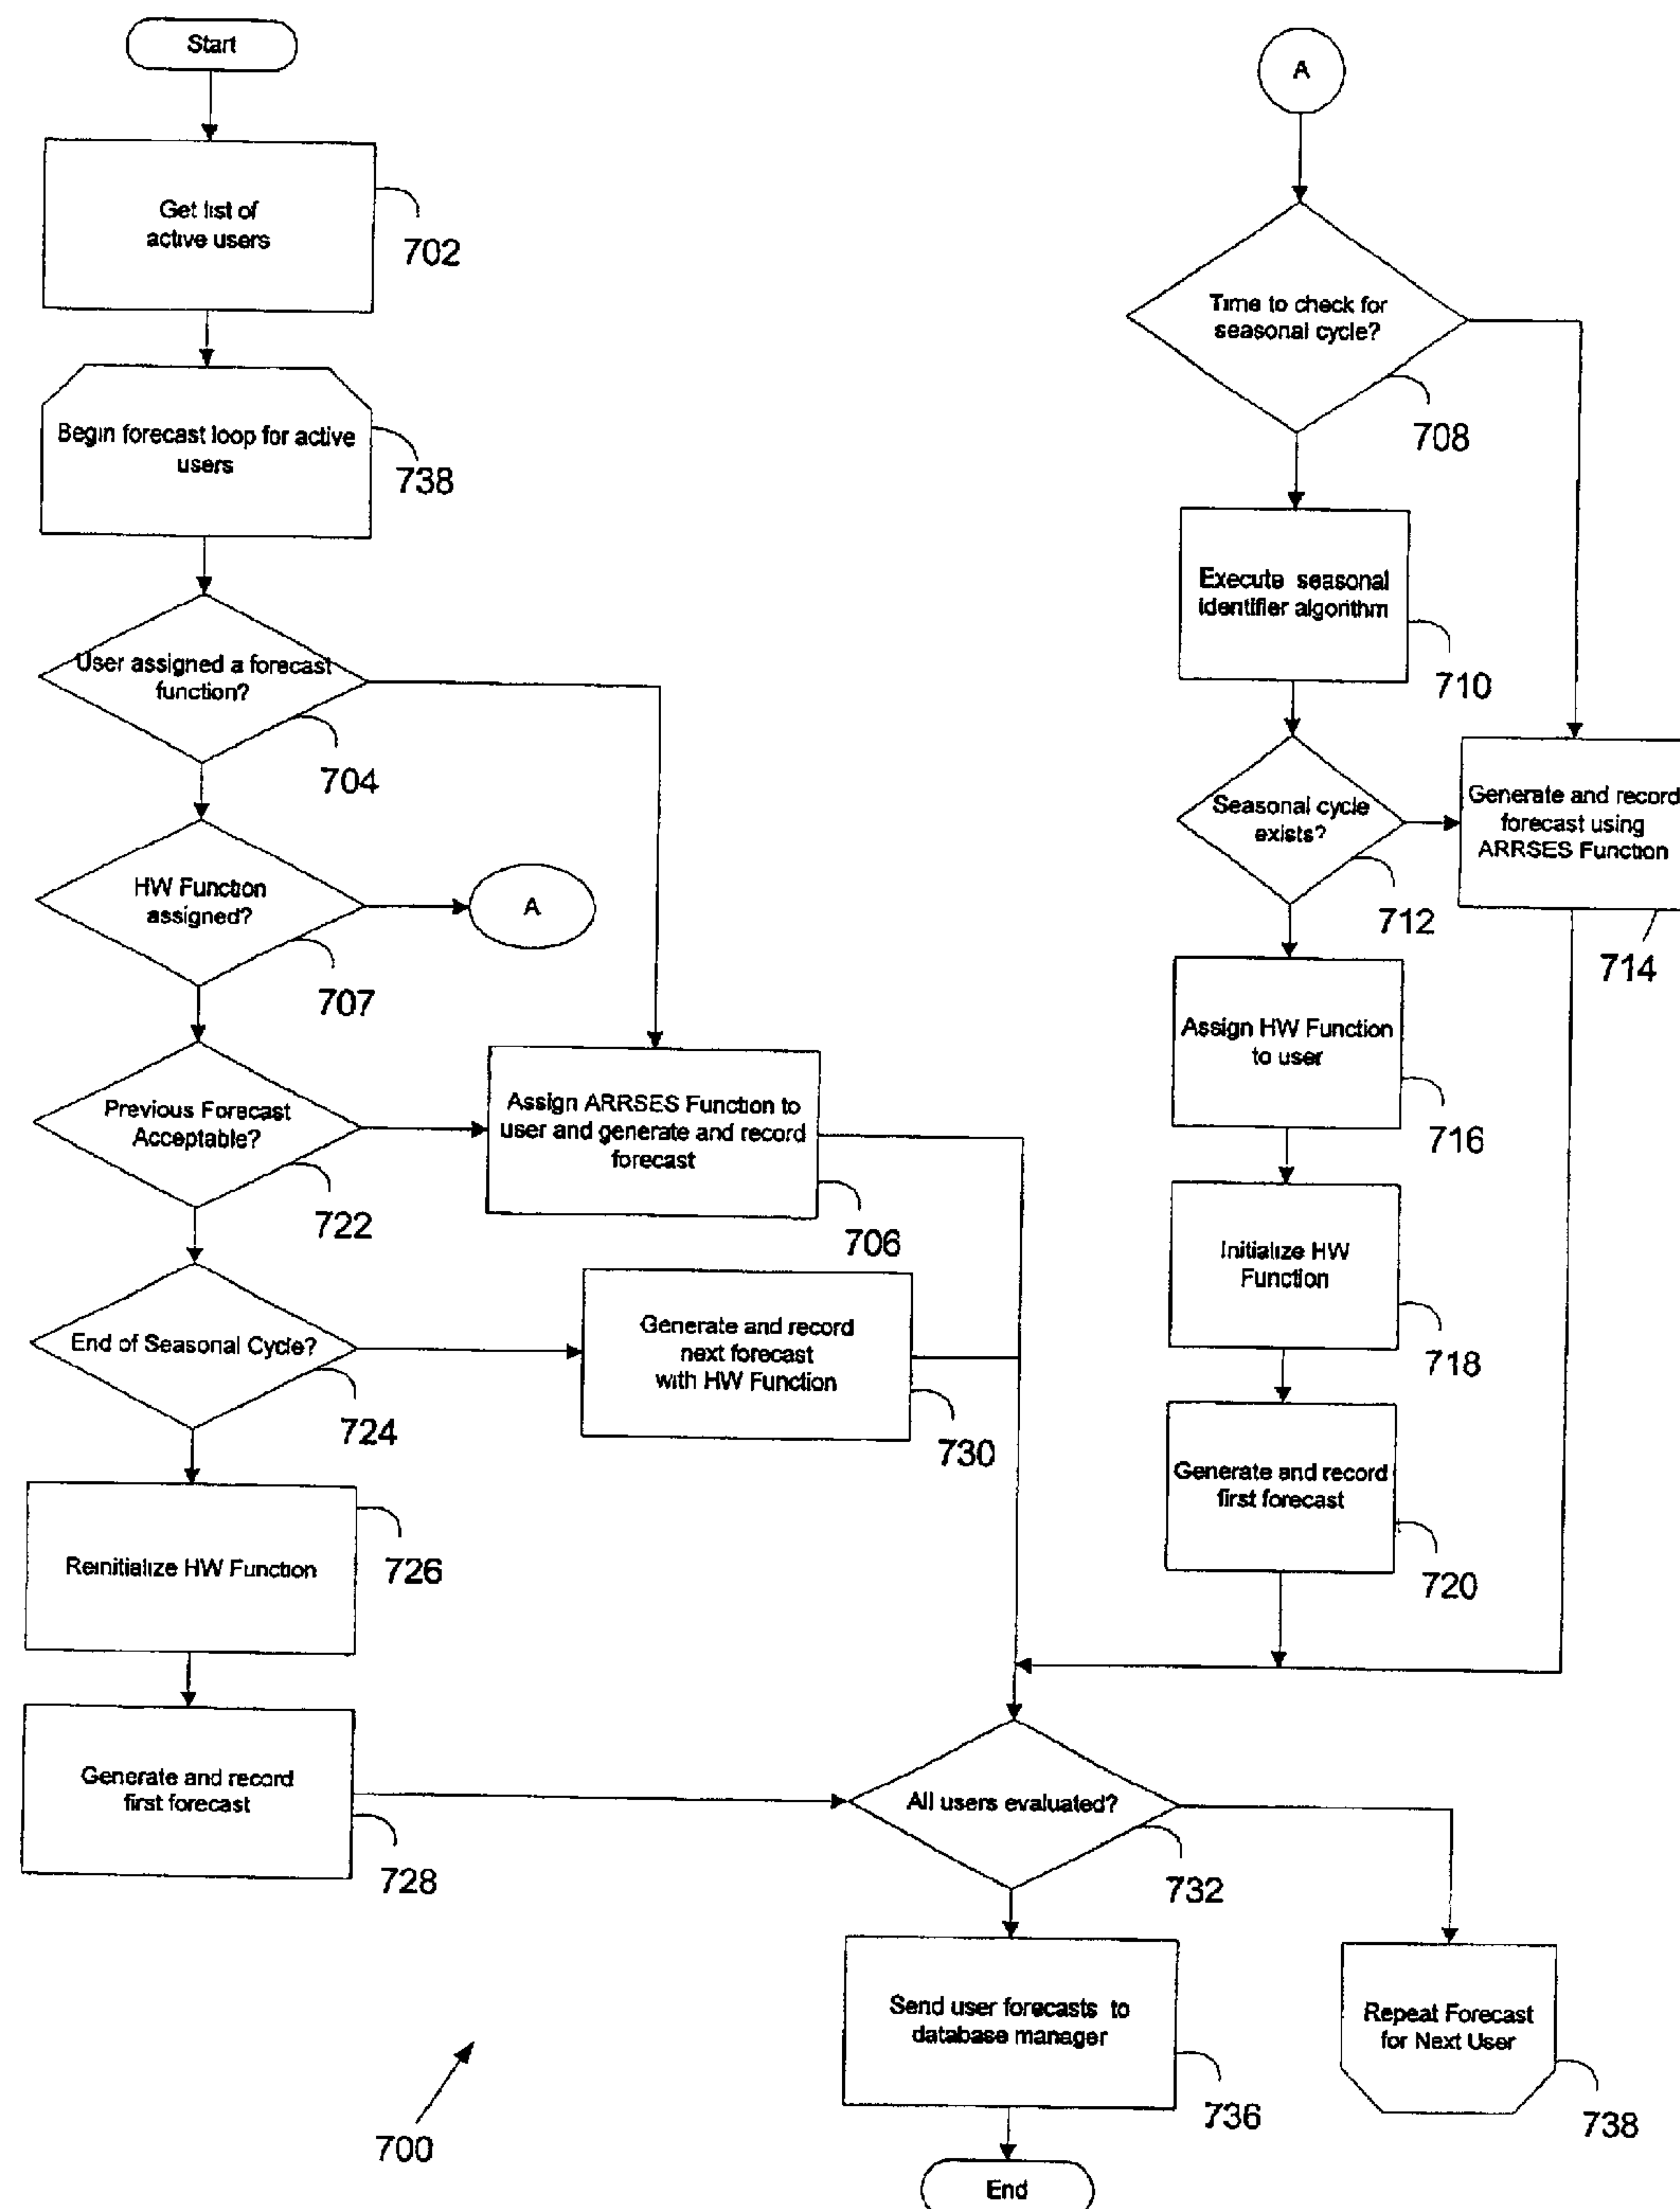 Start
Get list of
active users
702
Begin forecast loop for active
users
738
User assigned a forecast
function?
704
HW Function
assigned?
707
A
Previous Forecast
Acceptable?
722
Assign ARRSES Function to
user and generate and record
forecast
706
End of Seasonal Cycle?
724
Generate and record
next forecast
with HW Function
730
Reinitialize HW Function
726
Generate and record
first forecast
728
A
Time to check for
seasonal cycle?
708
Execute seasonal
identifier algorithm
710
Seasonal cycle
exists?
712
Generate and record
forecast using
ARRSES Function
714
Assign HW Function
to user
716
Initialize HW
Function
718
Generate and record
first forecast
720
All users evaluated?
732
Send user forecasts to
database manager
736
Repeat Forecast
for Next User
738
End
700